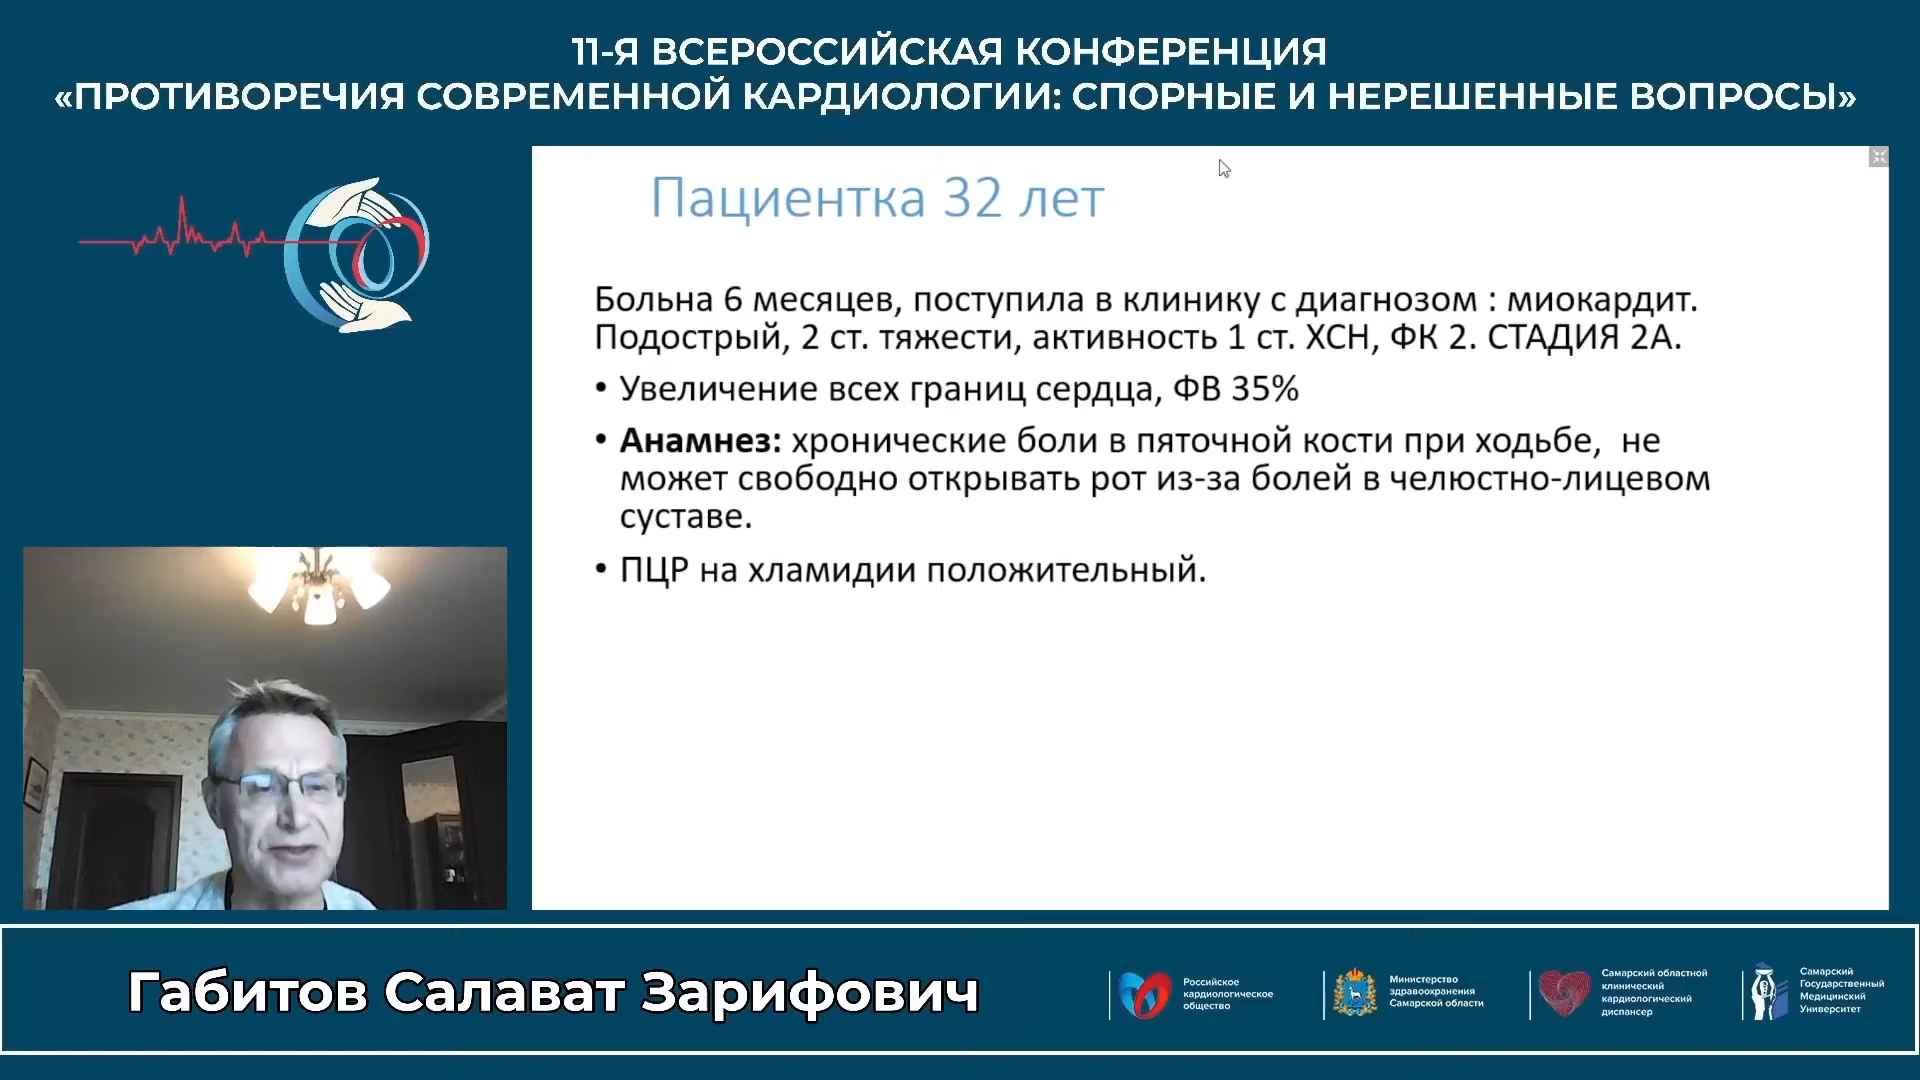 11-Я ВСЕРОССИЙСКАЯ КОНФЕРЕНЦИЯ
«ПРОТИВОРЕЧИЯ СОВРЕМЕННОЙ КАРДИОЛОГИИ: СПОРНЫЕ И НЕРЕШЕННЫЕ ВОПРОСЫ»
Пациентка 32 лет
Больна 6 месяцев, поступила в клинику с диагнозом : миокардит.
Подострый, 2 ст. тяжести, активность 1 ст. ХСН, ФК 2. СТАДИЯ 2А.
• Увеличение всех границ сердца, ФВ 35%
• Анамнез: хронические боли в пяточной кости при ходьбе, не
может свободно открывать рот из-за болей в челюстно-лицевом
суставе.
• ПЦР на хламидии положительный.
Габитов Салават Зарифович
Российское
кардиологическое
общество
Министерство
здравоохранения
Самарской области
Самарский областной
клинический
кардиологический
диспансер
Самарский
Государственный
Медицинский
Университет